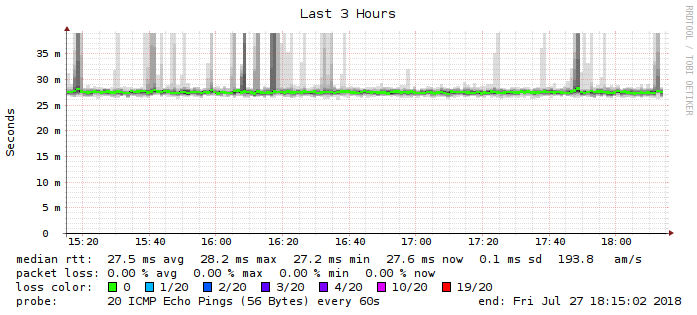 Last 3 Hours
RRDTOOL / TOBI OETIKER
Seconds
35 m
30 m
25 m
20 m
15 m
10 m
5 m
0
15:20 15:40 16:00 16:20 16:40 17:00 17:20 17:40 18:00
median rtt: 27.5 ms avg 28.2 ms max 27.2 ms min 27.6 ms now 0.1 ms sd 193.8 am/s
packet loss: 0.00 % avg 0.00 % max 0.00 % min 0.00 % now
loss color: 0 1/20 2/20 3/20 4/20 10/20 19/20
probe: 20 ICMP Echo Pings (56 Bytes) every 60s end: Fri Jul 27 18:15:02 2018